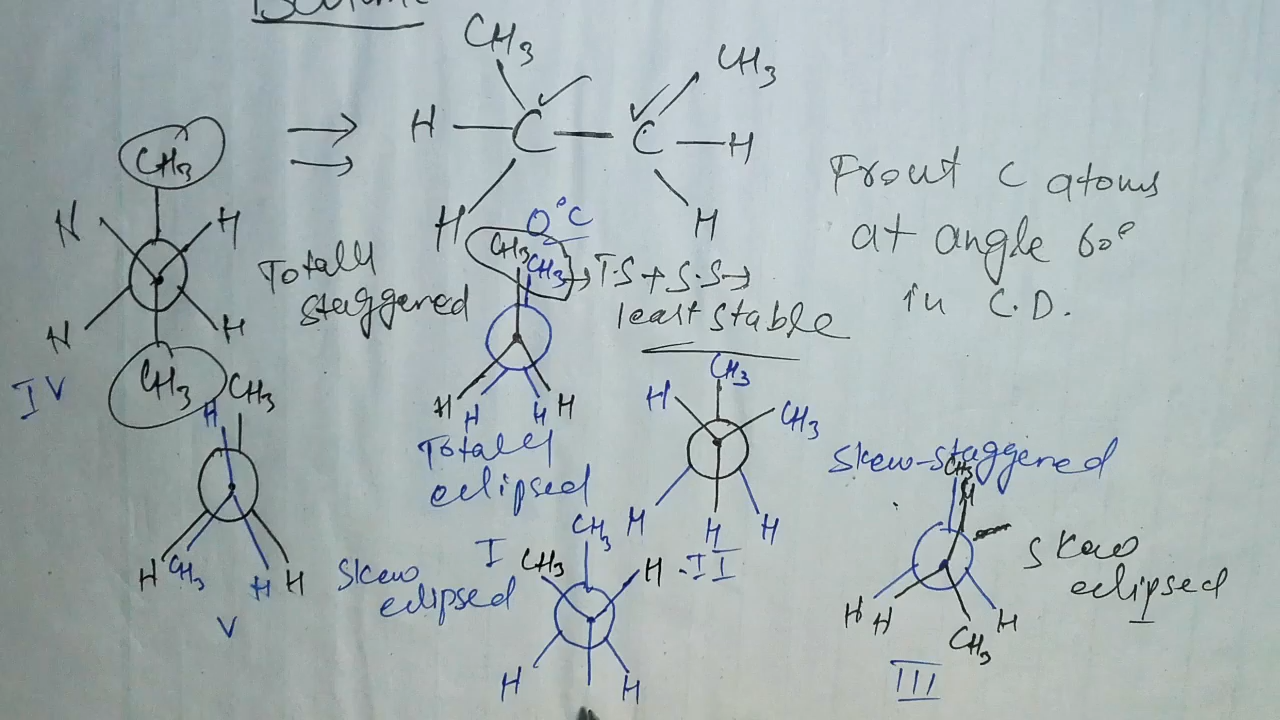 CH3
CH3
H
C
C
H
H
H
Front C atoms
at angle 60°
in C.D.
CH3
H
H
H
H
CH3
IV
Totally
staggered
0°C
CH3
CH3
T.S + S.S →
least stable
H
H
H
H
Totally
eclipsed
I
CH3
H
CH3
H
H
H
II
Skew-staggered
CH3
H
H
H
CH3
H
III
Skew
eclipsed
CH3
H
H
CH3
H
H
V
Skew
eclipsed
CH3
CH3
H
H
H